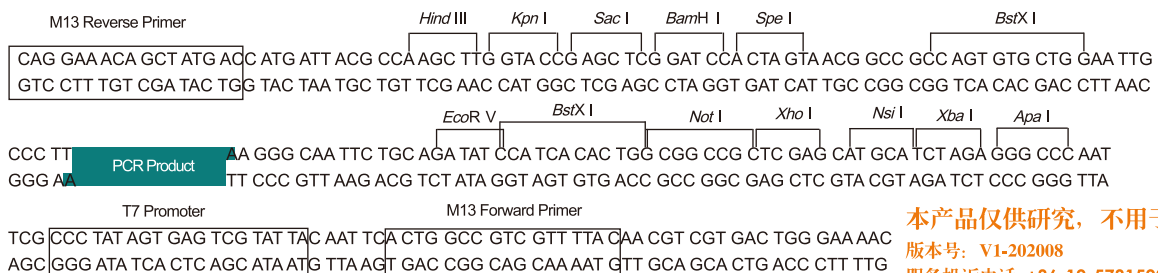 M13 Reverse Primer
Hind III Kpn I Sac I BamH I Spe I BstX I
CAG GAA ACA GCT ATG ACC ATG ATT ACG CCA AGC TTG GTA CCG AGC TCG GAT CCA CTA GTA ACG GCC GCC AGT GTG CTG GAA TTG
GTC CTT TGT CGA TAC TGG TAC TAA TGC TGT TCG AAC CAT GGC TCG AGC CTA GGT GAT CAT TGC CGG CGG TCA CAC GAC CTT AAC
EcoR V BstX I Not I Xho I Nsi I Xba I Apa I
CCC TT PCR Product AA GGG CAA TTC TGC AGA TAT CCA TCA CAC TGG CGG CCG CTC GAG CAT GCA TCT AGA GGG CCC AAT
GGG AA TT CCC GTT AAG ACG TCT ATA GGT AGT GTG ACC GCC GGC GAG CTC GTA CGT AGA TCT CCC GGG TTA
T7 Promoter M13 Forward Primer
TCG CCC TAT AGT GAG TCG TAT TAC AAT TCA CTG GCC GTC GTT TTA CAA CGT CGT GAC TGG GAA AAC
AGC GGG ATA TCA CTC AGC ATA ATG TTA AGT GAC CGG CAG CAA AAT GTT GCA GCA CTG ACC CTT TTG
本产品仅供研究，不用于
版本号：V1-202008